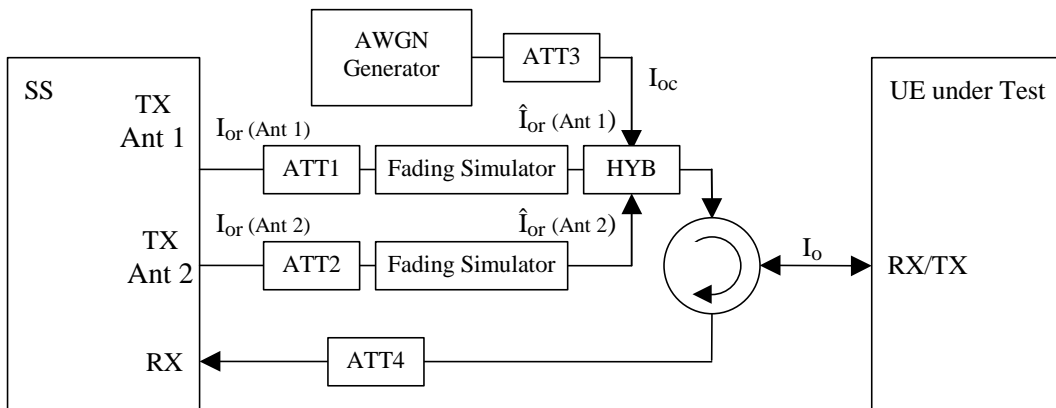 AWGN
Generator
ATT3
SS
UE under Test
I_oc
TX
Ant 1
I_or (Ant 1)
Î_or (Ant 1)
ATT1
Fading Simulator
HYB
I_or (Ant 2)
Î_or (Ant 2)
TX
Ant 2
ATT2
Fading Simulator
I_o
RX/TX
RX
ATT4